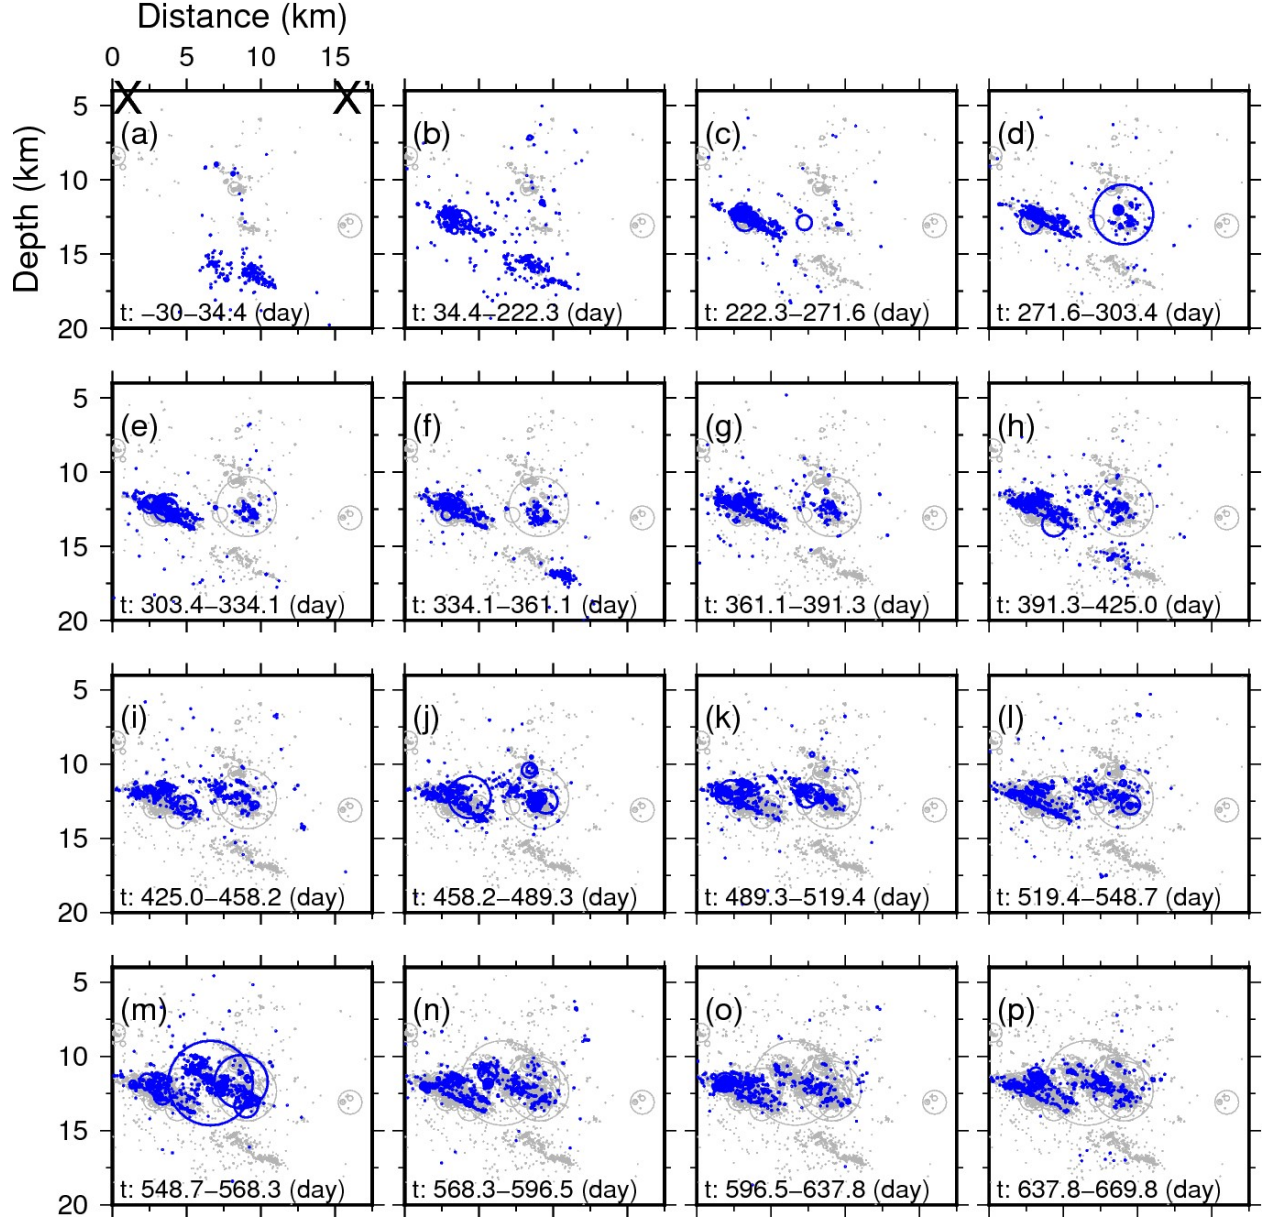 Distance (km)
0 5 10 15
X X'
Depth (km)
5
10
15
20
(a) (b) (c) (d)
t: −30−34.4 (day) t: 34.4−222.3 (day) t: 222.3−271.6 (day) t: 271.6−303.4 (day)
5
10
15
20
(e) (f) (g) (h)
t: 303.4−334.1 (day) t: 334.1−361.1 (day) t: 361.1−391.3 (day) t: 391.3−425.0 (day)
5
10
15
20
(i) (j) (k) (l)
t: 425.0−458.2 (day) t: 458.2−489.3 (day) t: 489.3−519.4 (day) t: 519.4−548.7 (day)
5
10
15
20
(m) (n) (o) (p)
t: 548.7−568.3 (day) t: 568.3−596.5 (day) t: 596.5−637.8 (day) t: 637.8−669.8 (day)